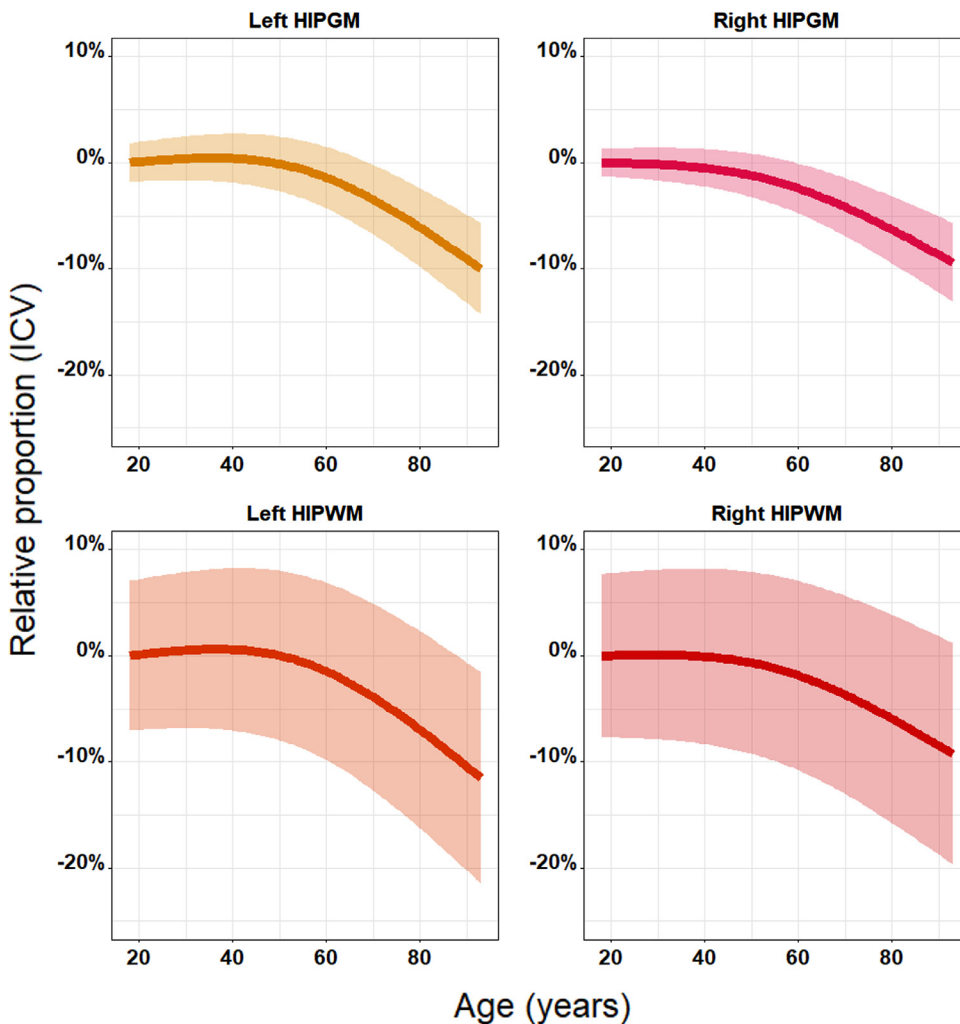 Left HIPGM
Right HIPGM
10%
0%
-10%
-20%
10%
0%
-10%
-20%
20 40 60 80
20 40 60 80
Left HIPWM
Right HIPWM
10%
0%
-10%
-20%
10%
0%
-10%
-20%
20 40 60 80
20 40 60 80
Relative proportion (ICV)
Age (years)